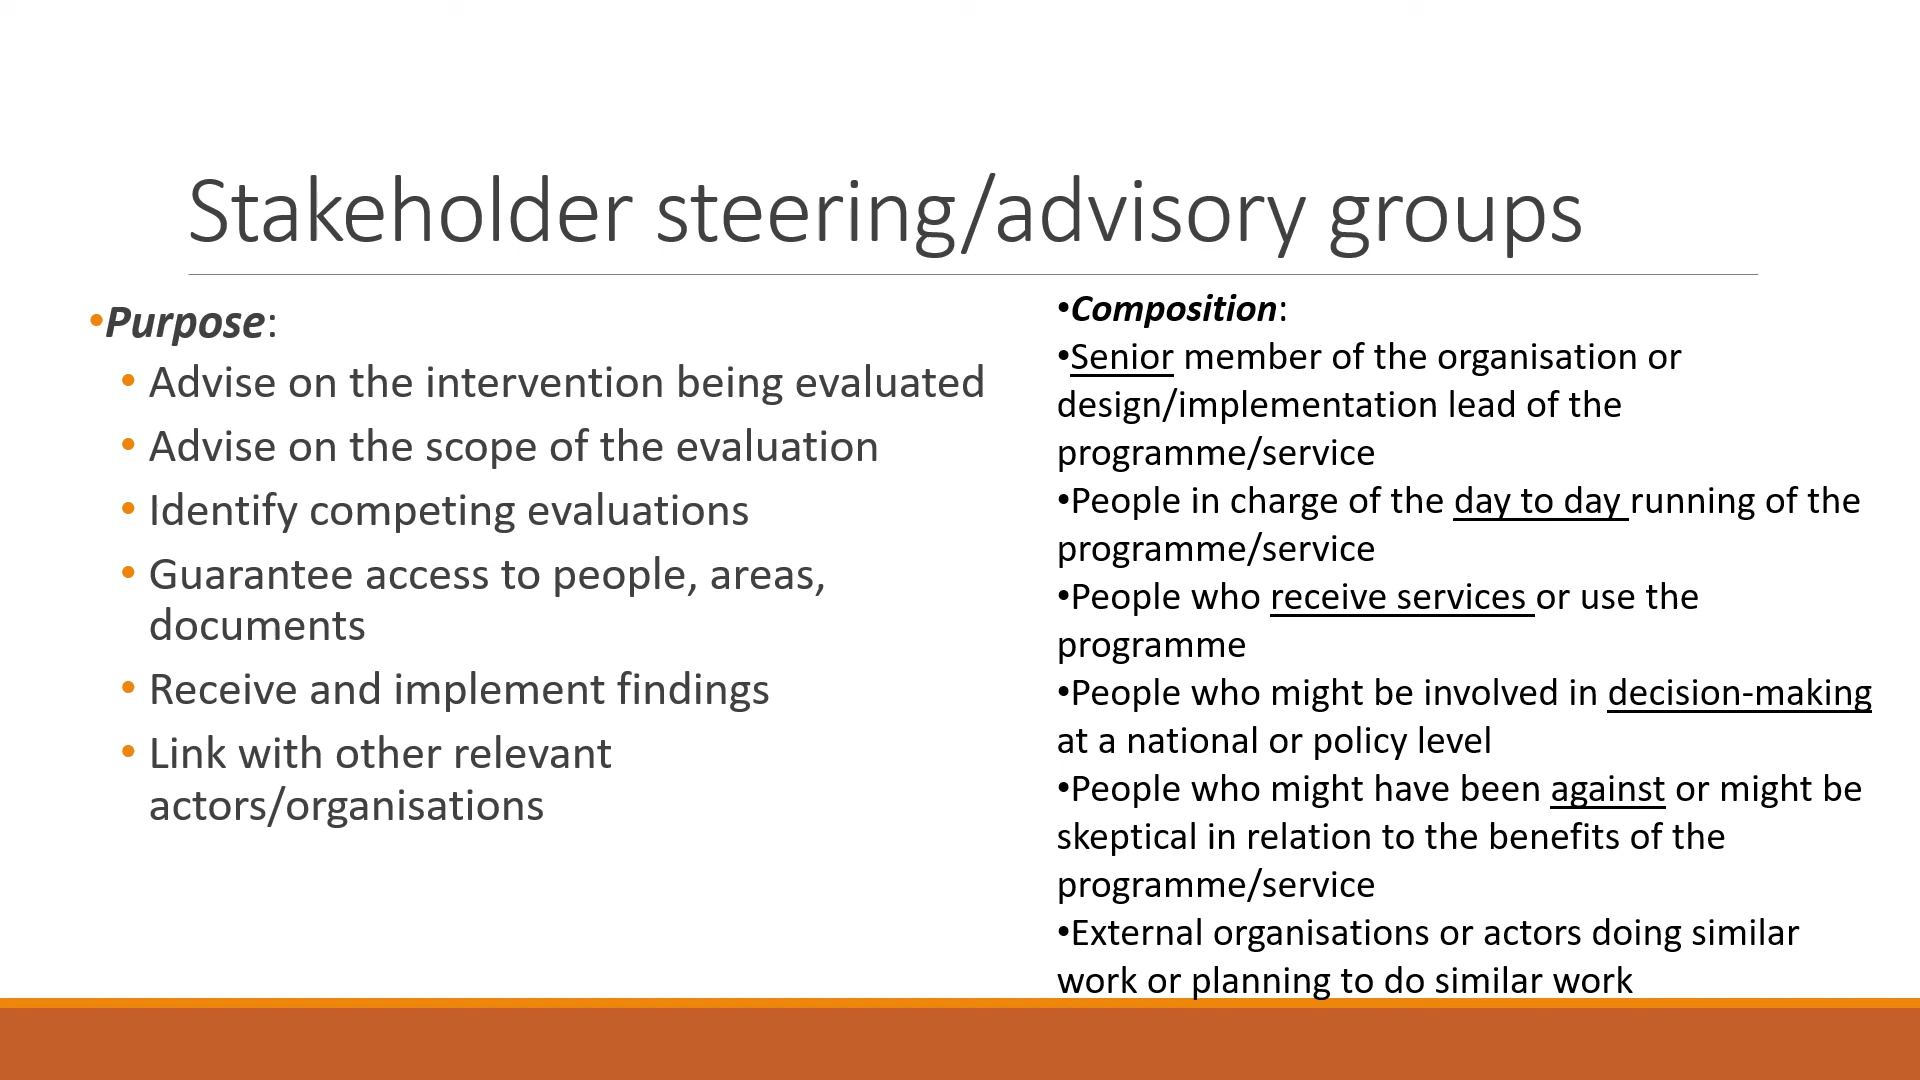 Stakeholder steering/advisory groups
•Purpose:
• Advise on the intervention being evaluated
• Advise on the scope of the evaluation
• Identify competing evaluations
• Guarantee access to people, areas,
documents
• Receive and implement findings
• Link with other relevant
actors/organisations
•Composition:
•Senior member of the organisation or
design/implementation lead of the
programme/service
•People in charge of the day to day running of the
programme/service
•People who receive services or use the
programme
•People who might be involved in decision-making
at a national or policy level
•People who might have been against or might be
skeptical in relation to the benefits of the
programme/service
•External organisations or actors doing similar
work or planning to do similar work